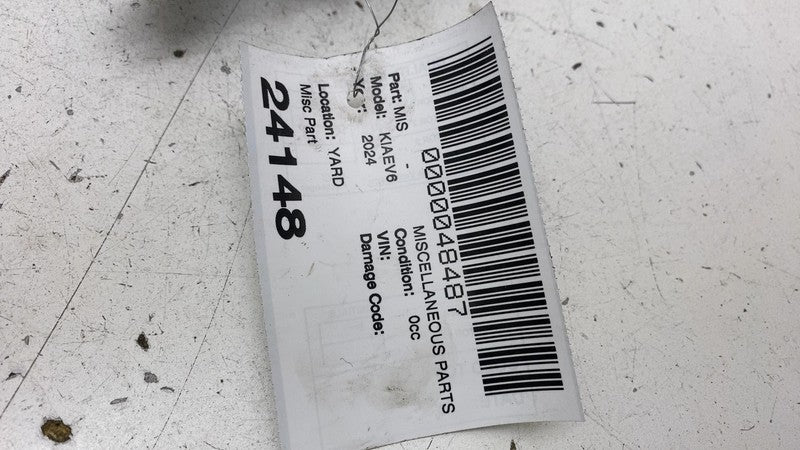 0000048487
Part: MIS - MISCELLANEOUS PARTS
Model: KIAEV6 Condition: 0cc
2024 VIN:
Damage Code:
Location: YARD
Misc Part
24148